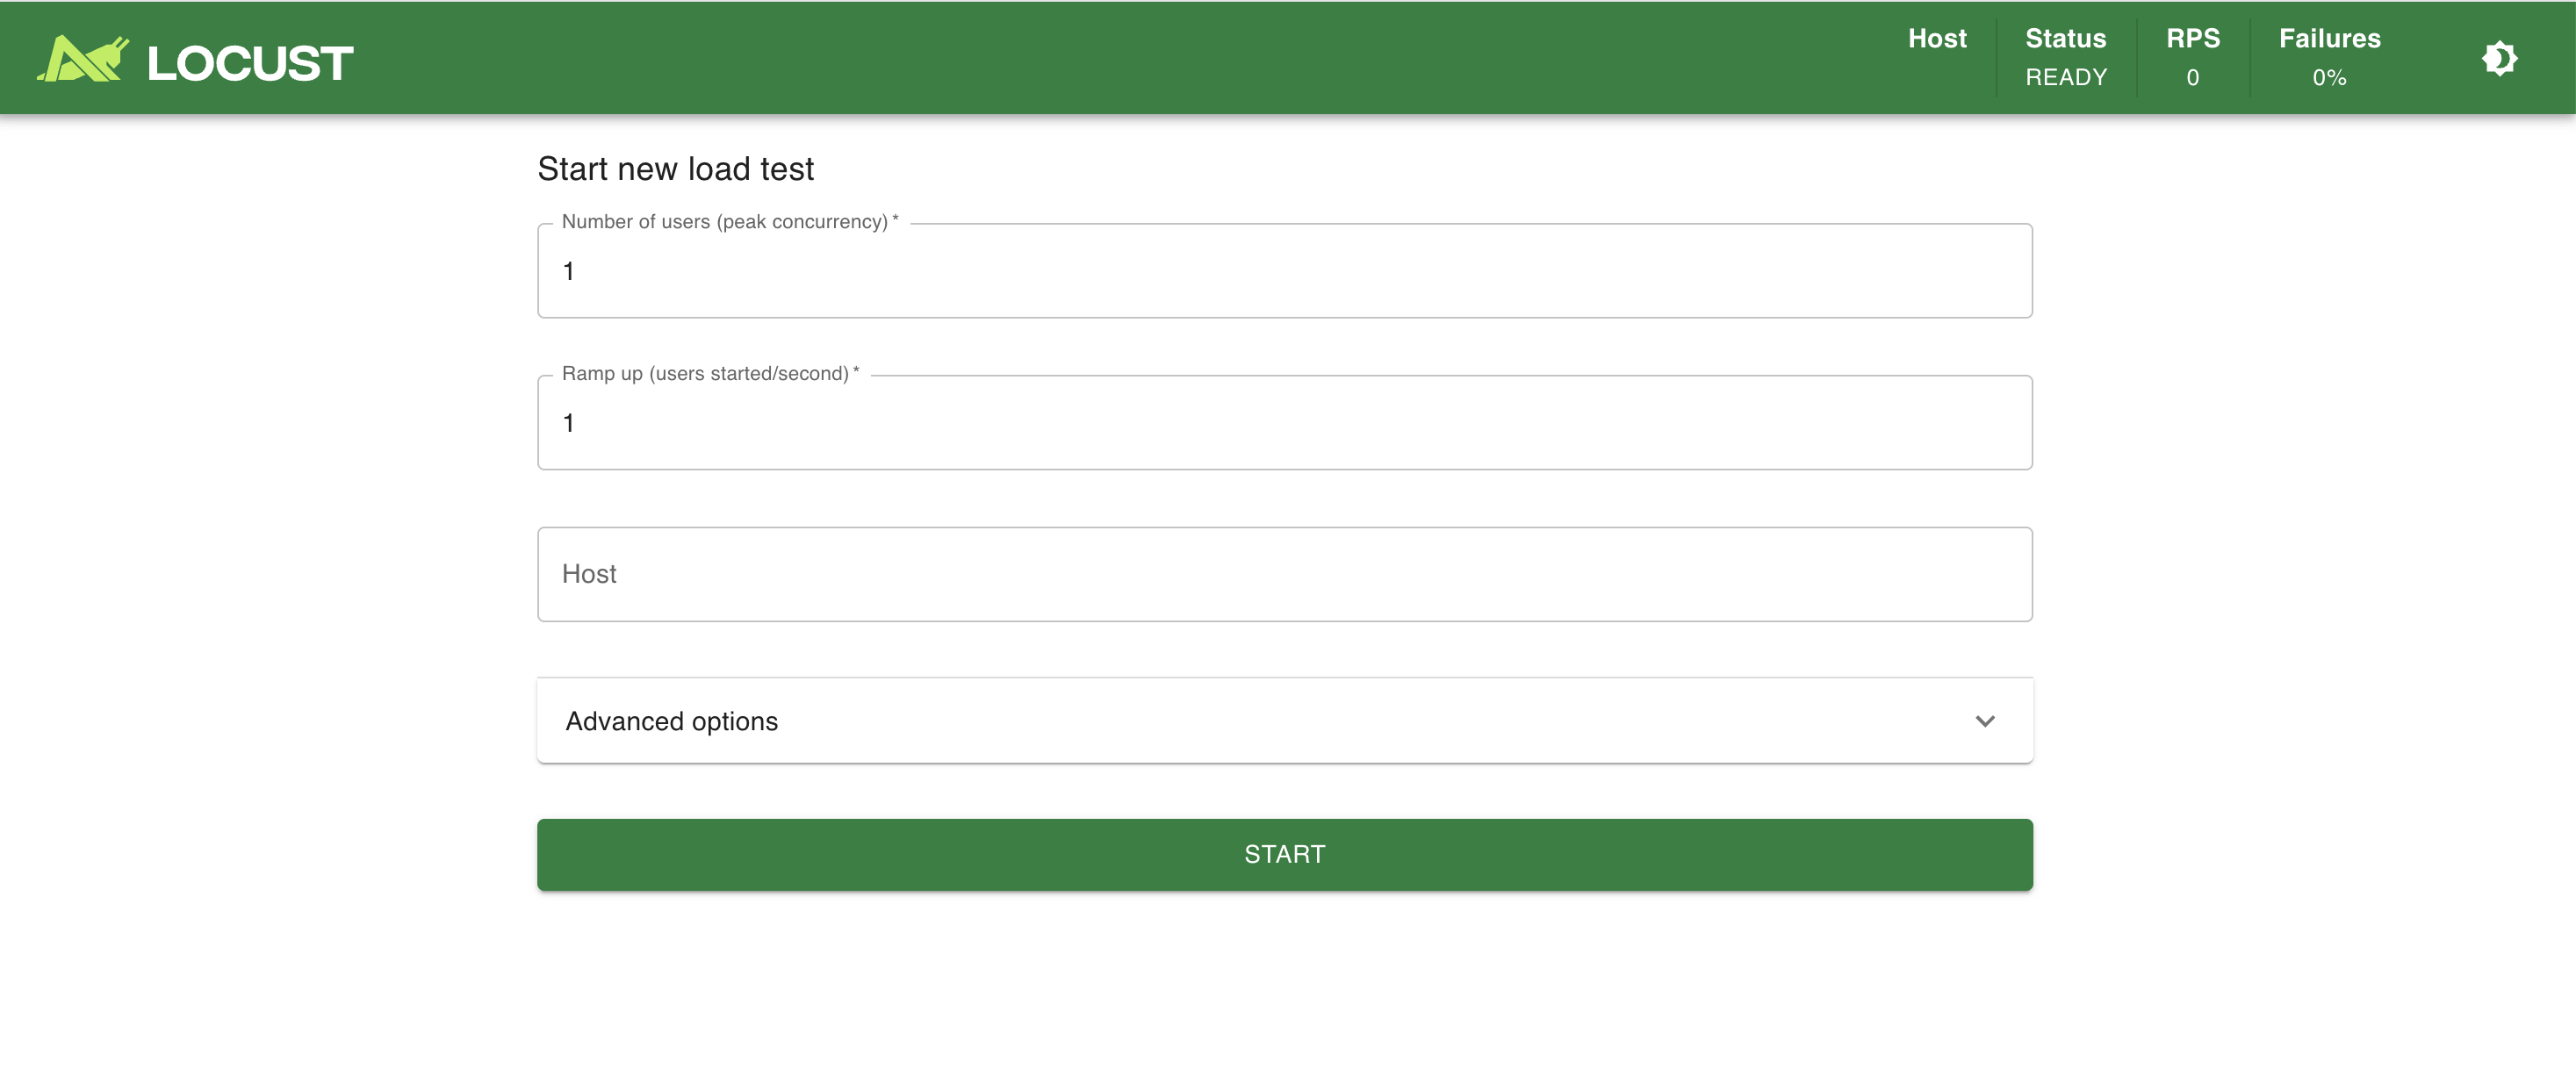 LOCUST
Host
Status
READY
RPS
0
Failures
0%
Start new load test
Number of users (peak concurrency) *
1
Ramp up (users started/second) *
1
Host
Advanced options
START